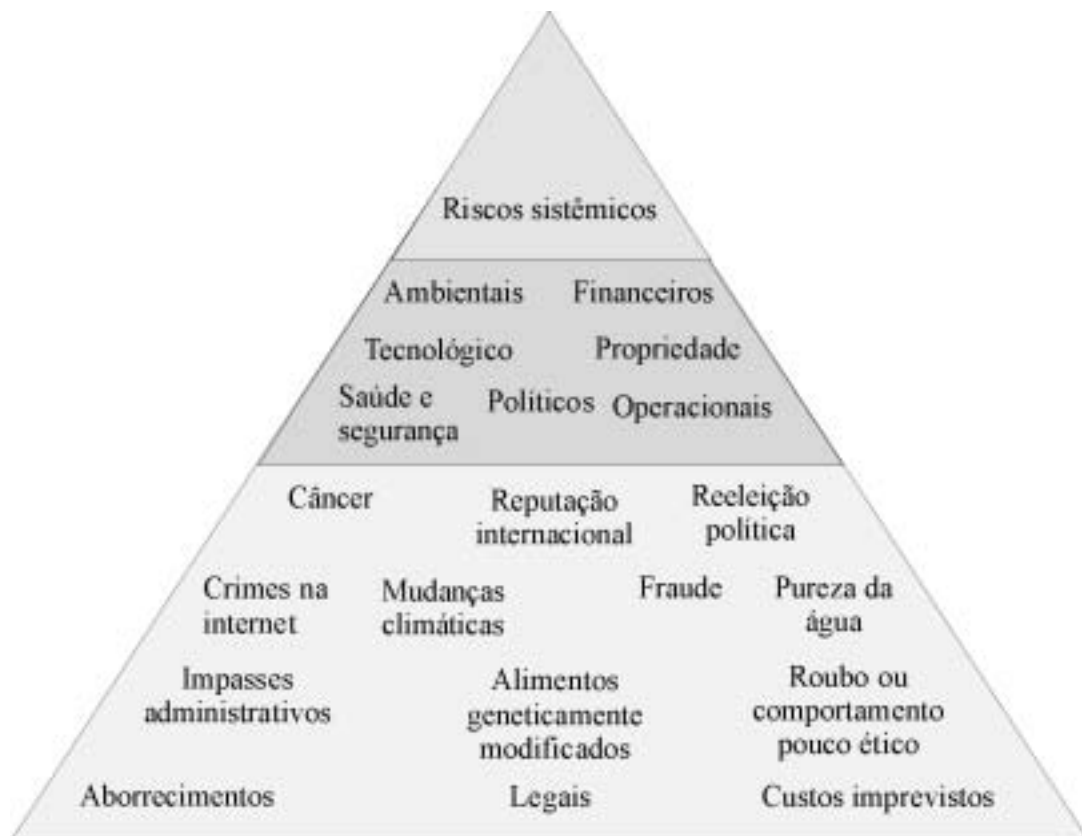 Riscos sistêmicos
Ambientais Financeiros
Tecnológico Propriedade
Saúde e
segurança
Políticos
Operacionais
Câncer
Reputação
internacional
Reeleição
política
Crimes na
internet
Mudanças
climáticas
Fraude
Pureza da
água
Impasses
administrativos
Alimentos
geneticamente
modificados
Roubo ou
comportamento
pouco ético
Aborrecimentos Legais Custos imprevistos